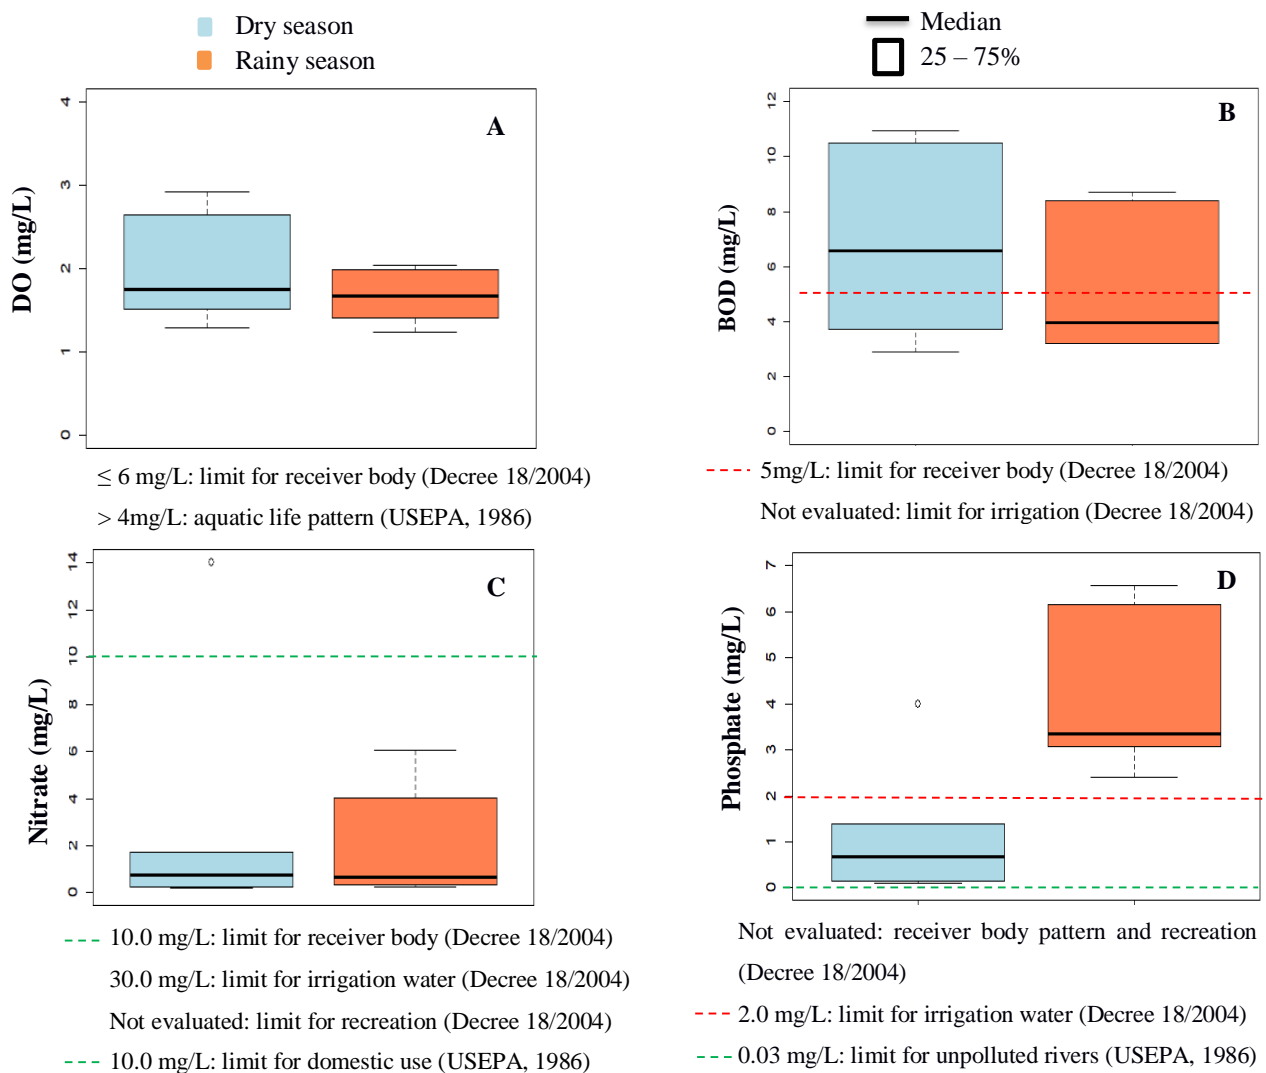 Dry season
Rainy season
Median
25 – 75%
A
DO (mg/L)
4
3
2
1
0
≤ 6 mg/L: limit for receiver body (Decree 18/2004)
> 4mg/L: aquatic life pattern (USEPA, 1986)
B
BOD (mg/L)
12
10
8
6
4
2
0
5mg/L: limit for receiver body (Decree 18/2004)
Not evaluated: limit for irrigation (Decree 18/2004)
C
Nitrate (mg/L)
14
12
10
8
6
4
2
0
10.0 mg/L: limit for receiver body (Decree 18/2004)
30.0 mg/L: limit for irrigation water (Decree 18/2004)
Not evaluated: limit for recreation (Decree 18/2004)
10.0 mg/L: limit for domestic use (USEPA, 1986)
D
Phosphate (mg/L)
7
6
5
4
3
2
1
0
Not evaluated: receiver body pattern and recreation
(Decree 18/2004)
2.0 mg/L: limit for irrigation water (Decree 18/2004)
0.03 mg/L: limit for unpolluted rivers (USEPA, 1986)